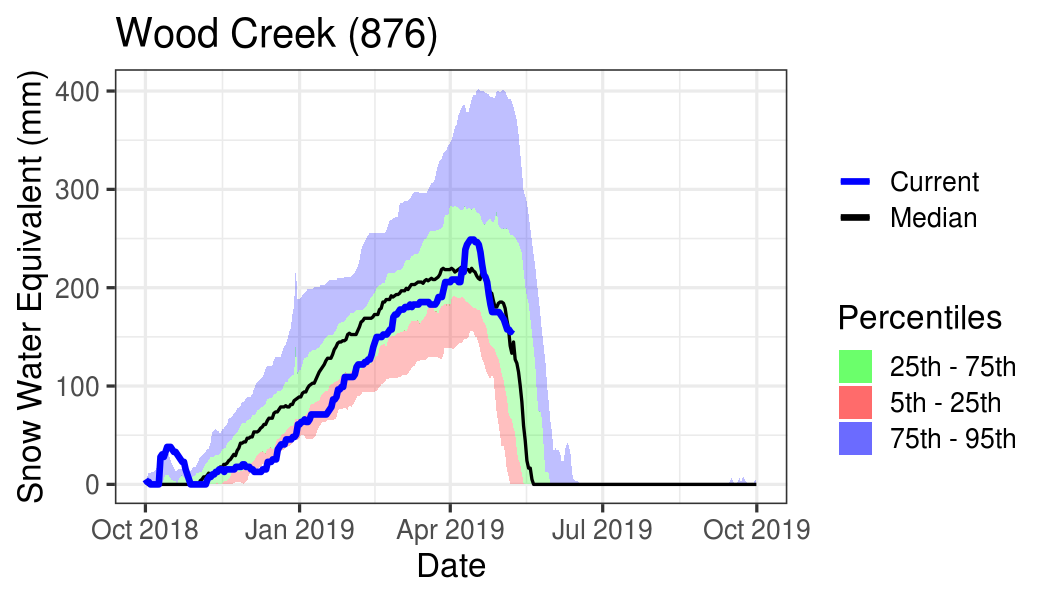 Wood Creek (876)
Snow Water Equivalent (mm)
400
300
200
100
0
Oct 2018
Jan 2019
Apr 2019
Jul 2019
Oct 2019
Date
Current
Median
Percentiles
25th - 75th
5th - 25th
75th - 95th